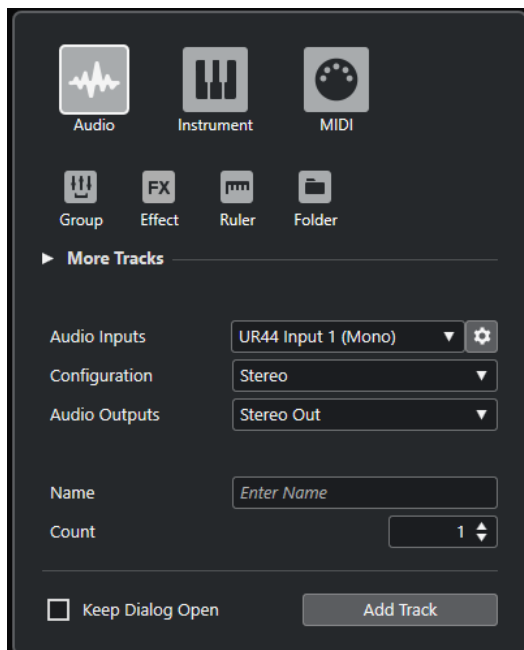 Audio Instrument MIDI
FX
Group Effect Ruler Folder
More Tracks
Audio Inputs UR44 Input 1 (Mono)
Configuration Stereo
Audio Outputs Stereo Out
Name Enter Name
Count 1
Keep Dialog Open Add Track